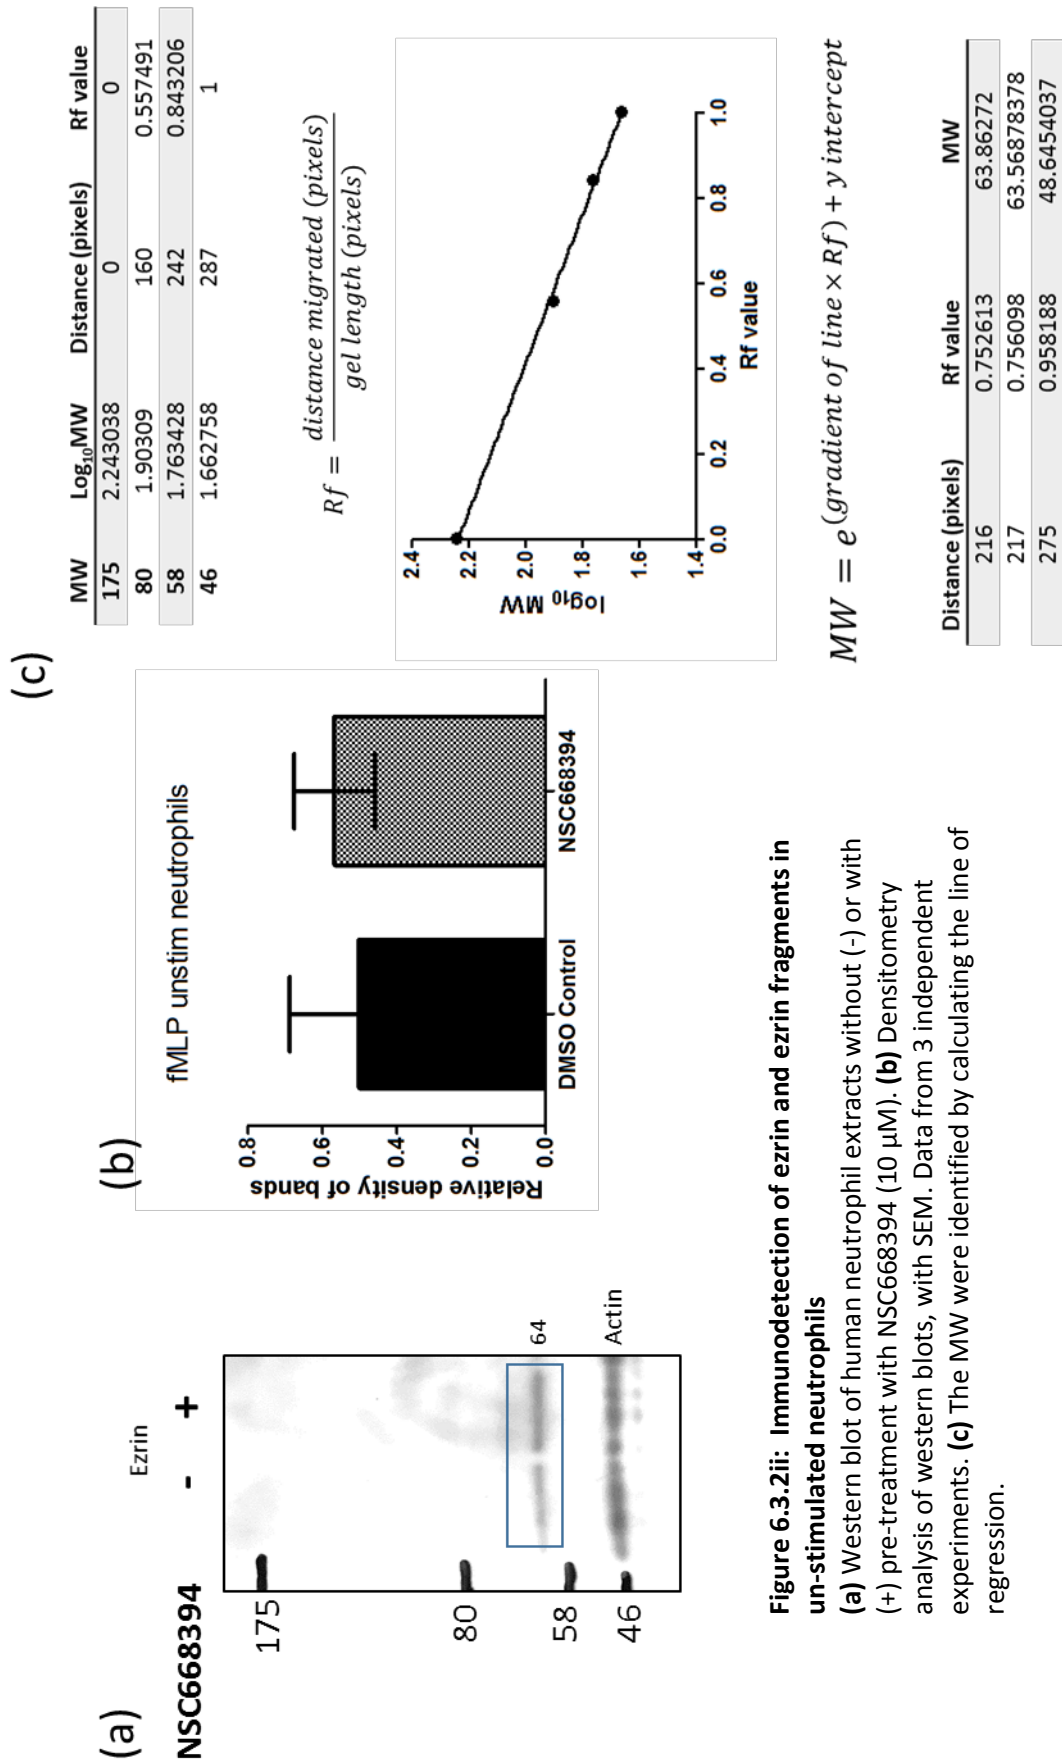 (a)
Ezrin
NSC668394 - +
175
80
58
46
64
Actin
(b)
fMLP unstim neutrophils
Relative density of bands
0.8
0.6
0.4
0.2
0.0
DMSO Control
NSC668394
(c)
MW Log10MW Distance (pixels) Rf value
175 2.243038 0 0
80 1.90309 160 0.557491
58 1.763428 242 0.843206
46 1.662758 287 1
Rf = distance migrated (pixels) / gel length (pixels)
log10 MW
2.4
2.2
2.0
1.8
1.6
1.4
0.0 0.2 0.4 0.6 0.8 1.0
Rf value
MW = e^(gradient of line × Rf) + y intercept
Distance (pixels) Rf value MW
216 0.752613 63.86272
217 0.756098 63.56878378
275 0.958188 48.6454037
Figure 6.3.2ii: Immunodetection of ezrin and ezrin fragments in
un-stimulated neutrophils
(a) Western blot of human neutrophil extracts without (-) or with
(+) pre-treatment with NSC668394 (10 µM). (b) Densitometry
analysis of western blots, with SEM. Data from 3 independent
experiments. (c) The MW were identified by calculating the line of
regression.